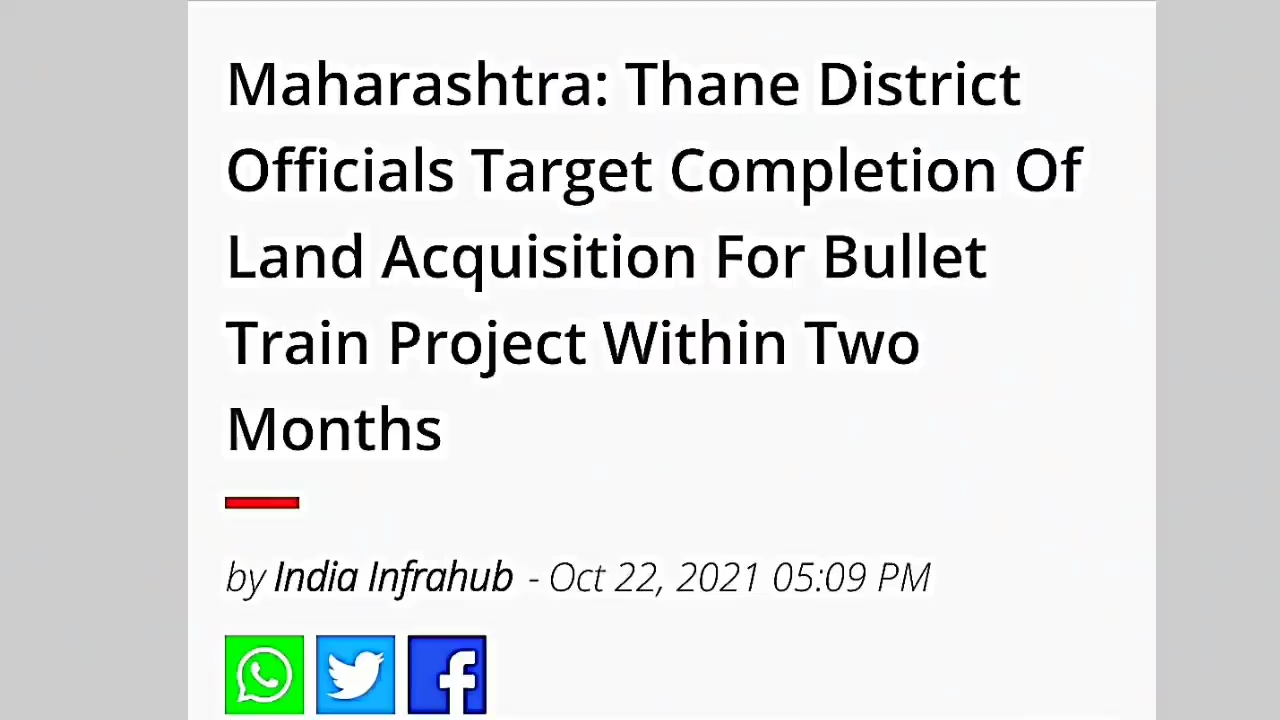 Maharashtra: Thane District
Officials Target Completion Of
Land Acquisition For Bullet
Train Project Within Two
Months
by India Infrahub - Oct 22, 2021 05:09 PM